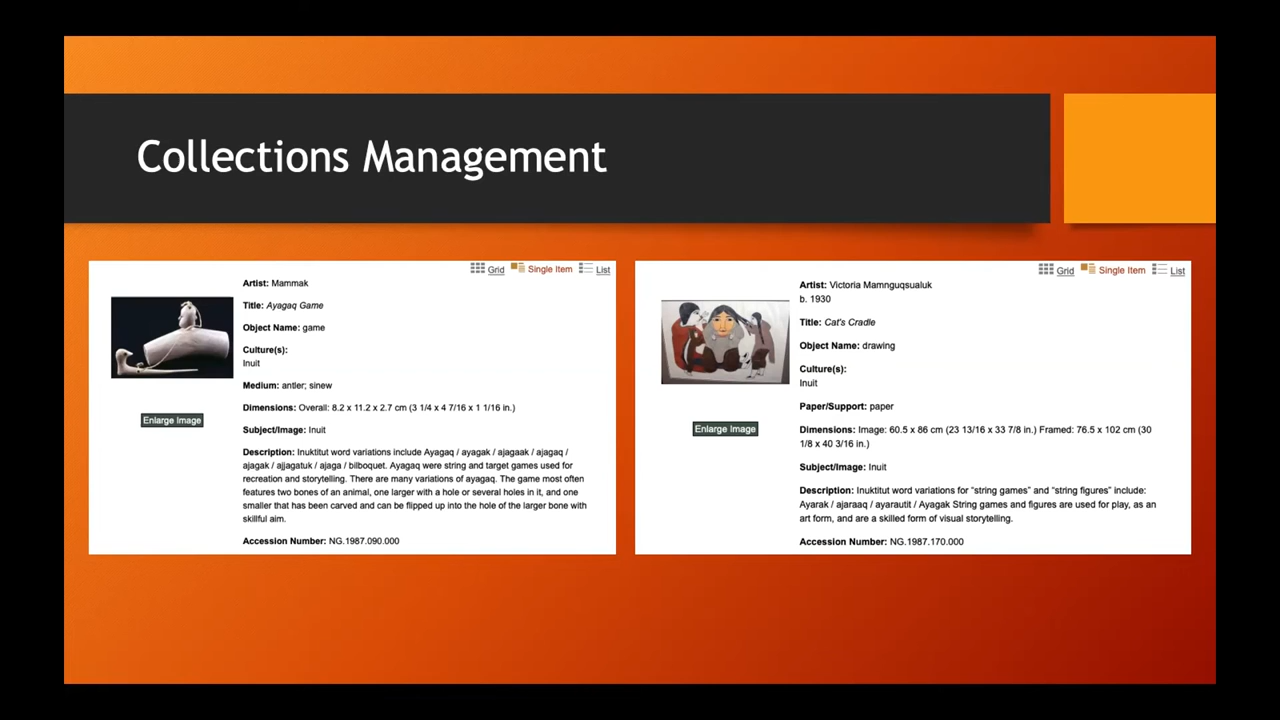 Collections Management
Grid Single Item List
Artist: Mammak
Title: Ayagaq Game
Object Name: game
Culture(s):
Inuit
Medium: antler; sinew
Dimensions: Overall: 8.2 x 11.2 x 2.7 cm (3 1/4 x 4 7/16 x 1 1/16 in.)
Enlarge Image
Subject/Image: Inuit
Description: Inuktitut word variations include Ayagaq / ayagak / ajagaak / ajagaq /
ajagak / ajjagatuk / ajaga / bilboquet. Ayagaq were string and target games used for
recreation and storytelling. There are many variations of ayagaq. The game most often
features two bones of an animal, one larger with a hole or several holes in it, and one
smaller that has been carved and can be flipped up into the hole of the larger bone with
skillful aim.
Accession Number: NG.1987.090.000
Grid Single Item List
Artist: Victoria Mamnguqsualuk
b. 1930
Title: Cat's Cradle
Object Name: drawing
Culture(s):
Inuit
Paper/Support: paper
Dimensions: Image: 60.5 x 86 cm (23 13/16 x 33 7/8 in.) Framed: 76.5 x 102 cm (30
1/8 x 40 3/16 in.)
Enlarge Image
Subject/Image: Inuit
Description: Inuktitut word variations for “string games” and “string figures” include:
Ayarak / ajaraaq / ayarautit / Ayagak String games and figures are used for play, as an
art form, and are a skilled form of visual storytelling.
Accession Number: NG.1987.170.000